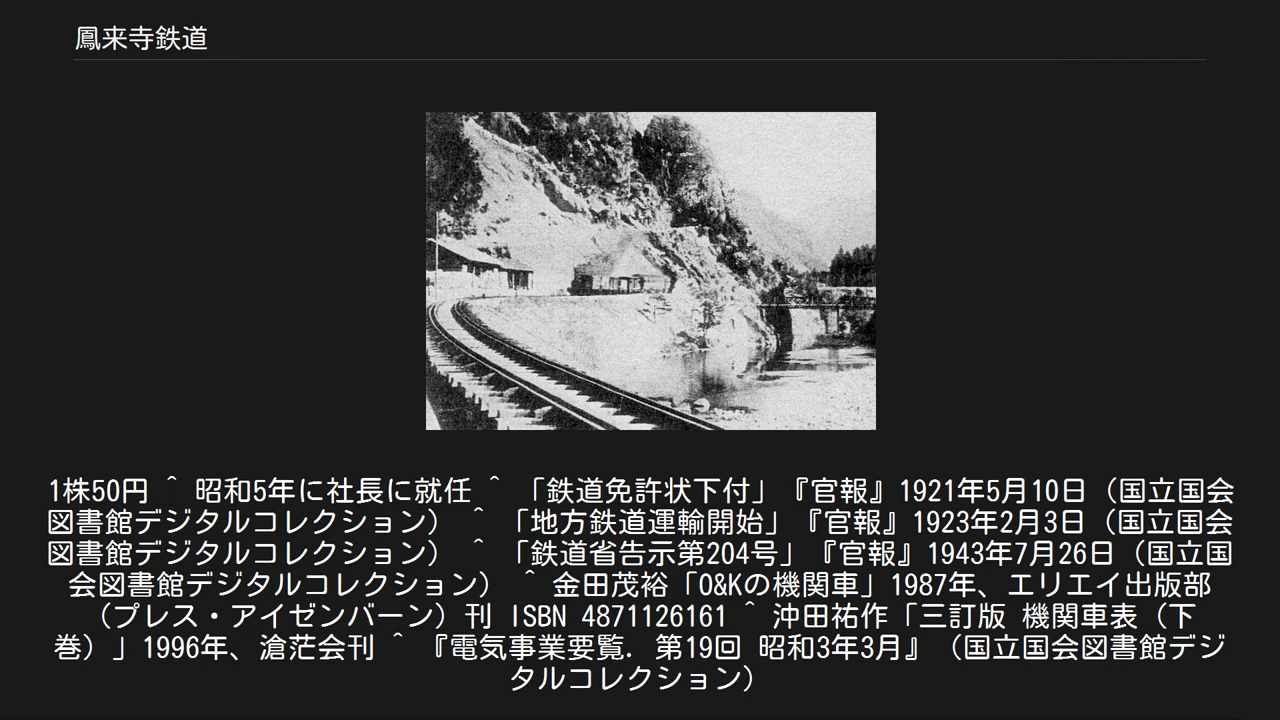 鳳来寺鉄道
1株50円 ^ 昭和5年に社長に就任 ^ 「鉄道免許状下付」『官報』1921年5月10日（国立国会
図書館デジタルコレクション） ^ 「地方鉄道運輸開始」『官報』1923年2月3日（国立国会
図書館デジタルコレクション） ^ 「鉄道省告示第204号」『官報』1943年7月26日（国立国
会図書館デジタルコレクション） ^ 金田茂裕「O&Kの機関車」1987年、エリエイ出版部
（プレス・アイゼンバーン）刊 ISBN 4871126161 ^ 沖田祐作「三訂版 機関車表（下
巻）」1996年、滄茫会刊 ^ 『電気事業要覧. 第19回 昭和3年3月』（国立国会図書館デジ
タルコレクション）